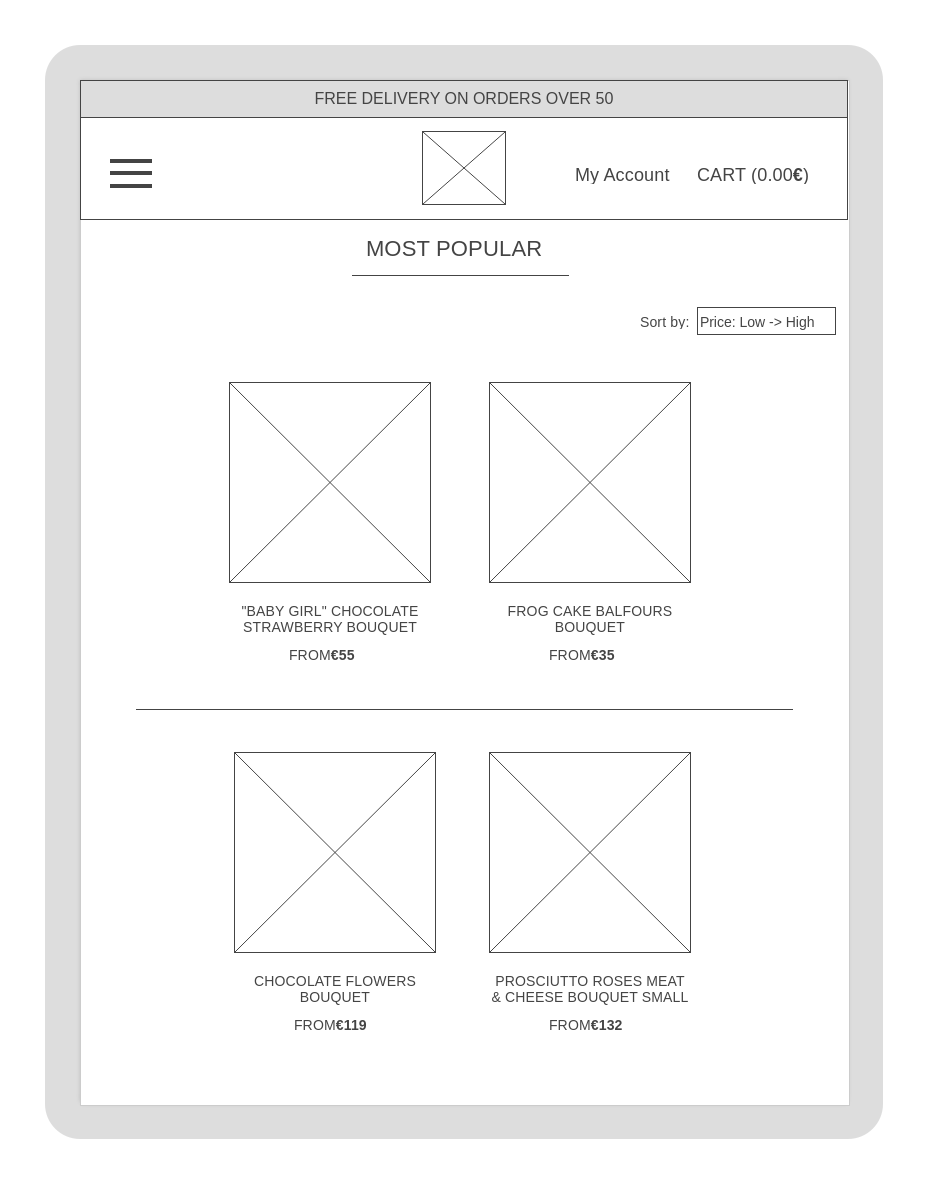 FREE DELIVERY ON ORDERS OVER 50
My Account CART (0.00€)
MOST POPULAR
Sort by: Price: Low -> High
"BABY GIRL" CHOCOLATE
STRAWBERRY BOUQUET
FROM€55
FROG CAKE BALFOURS
BOUQUET
FROM€35
CHOCOLATE FLOWERS
BOUQUET
FROM€119
PROSCIUTTO ROSES MEAT
& CHEESE BOUQUET SMALL
FROM€132